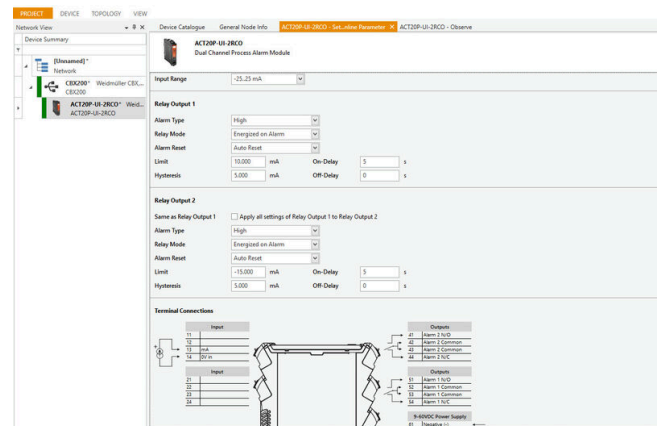 PROJECT DEVICE TOPOLOGY VIEW
Network View
Device Catalogue General Node Info ACT20P-UI-2RCO - Set...nline Parameter × ACT20P-UI-2RCO - Observe
Device Summary
[Unnamed]*
Network
CBX200* Weidmüller CBX,...
CBX200
ACT20P-UI-2RCO* Weid...
ACT20P-UI-2RCO
ACT20P-UI-2RCO
Dual Channel Process Alarm Module
Input Range -25..25 mA
Relay Output 1
Alarm Type High
Relay Mode Energized on Alarm
Alarm Reset Auto Reset
Limit 10.000 mA On-Delay 5 s
Hysteresis 5.000 mA Off-Delay 0 s
Relay Output 2
Same as Relay Output 1 Apply all settings of Relay Output 1 to Relay Output 2
Alarm Type High
Relay Mode Energized on Alarm
Alarm Reset Auto Reset
Limit -15.000 mA On-Delay 5 s
Hysteresis 5.000 mA Off-Delay 0 s
Terminal Connections
Input
11
12
13 mA
14 0V in
Input
21
22
23
24
Outputs
41 Alarm 2 N/O
42 Alarm 2 Common
43 Alarm 2 Common
44 Alarm 2 N/C
Outputs
51 Alarm 1 N/O
52 Alarm 1 Common
53 Alarm 1 Common
54 Alarm 1 N/C
9-60VDC Power Supply
81 Negative (-)